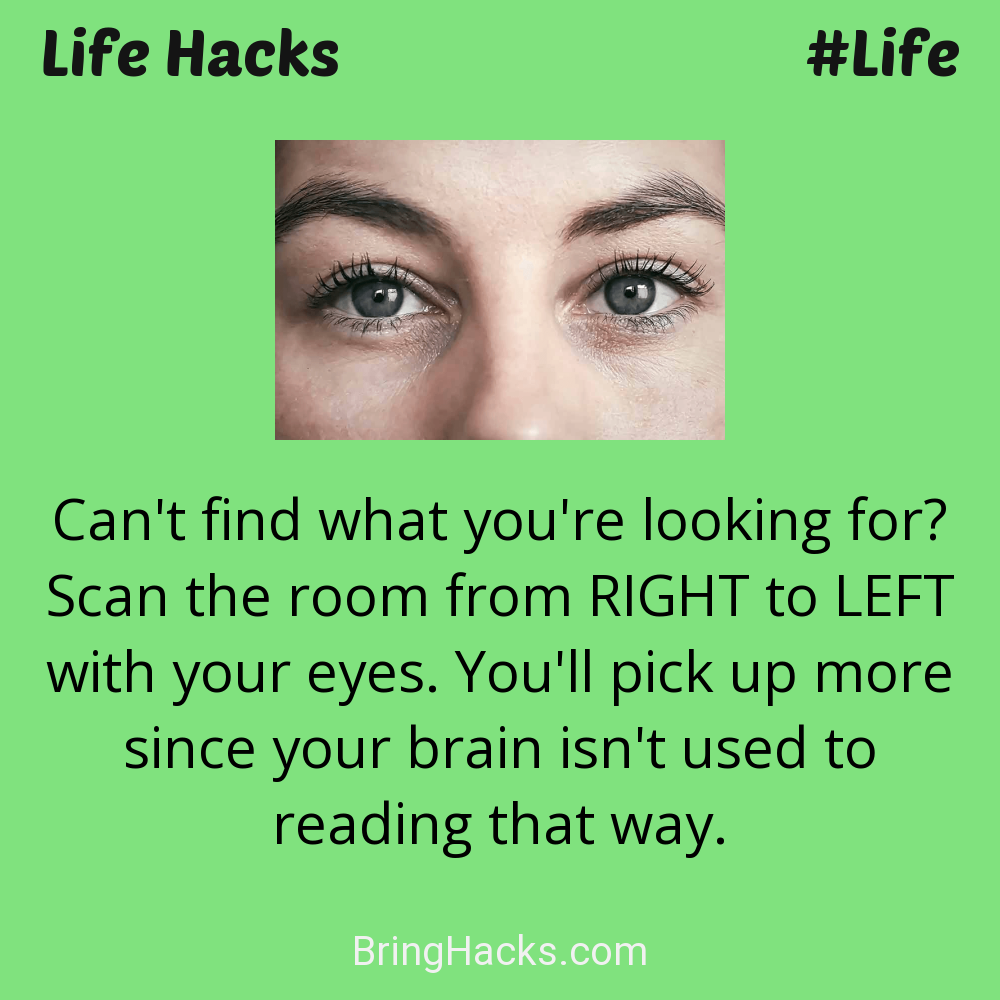 Life Hacks #Life
Can't find what you're looking for?
Scan the room from RIGHT to LEFT
with your eyes. You'll pick up more
since your brain isn't used to
reading that way.
BringHacks.com